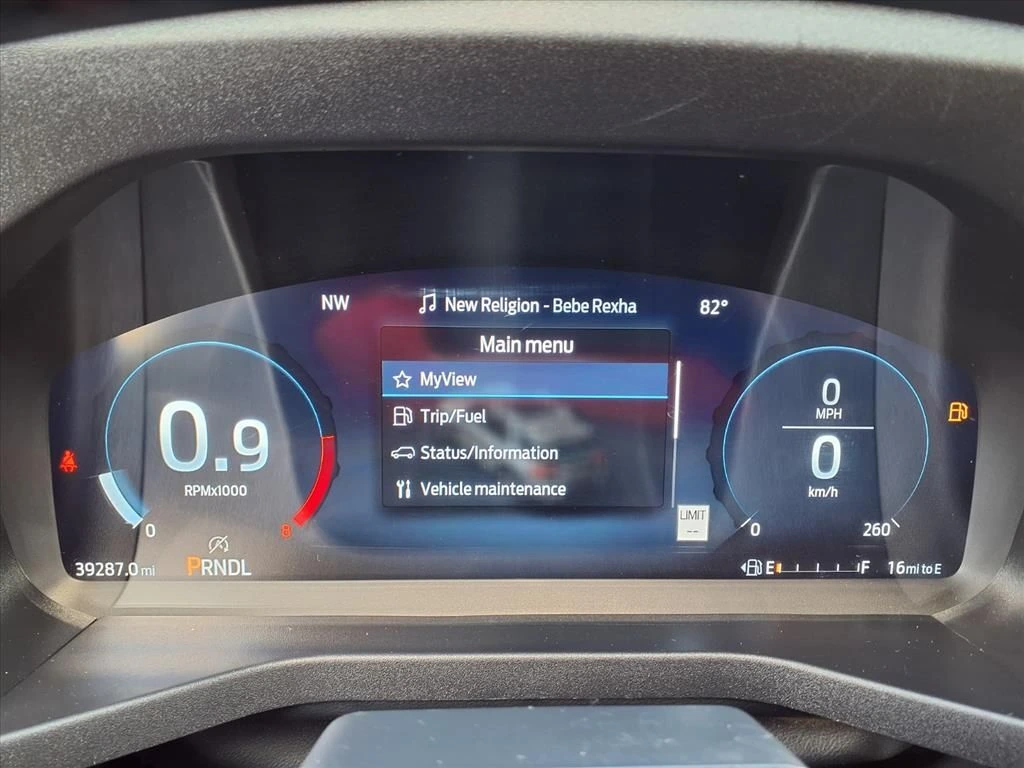 NW
New Religion - Bebe Rexha
82°
Main menu
MyView
Trip/Fuel
Status/Information
Vehicle maintenance
0.9
RPMx1000
0
8
0
MPH
0
km/h
0
260
LIMIT
--
39287.0 mi
PRNDL
E
F
16 mi to E